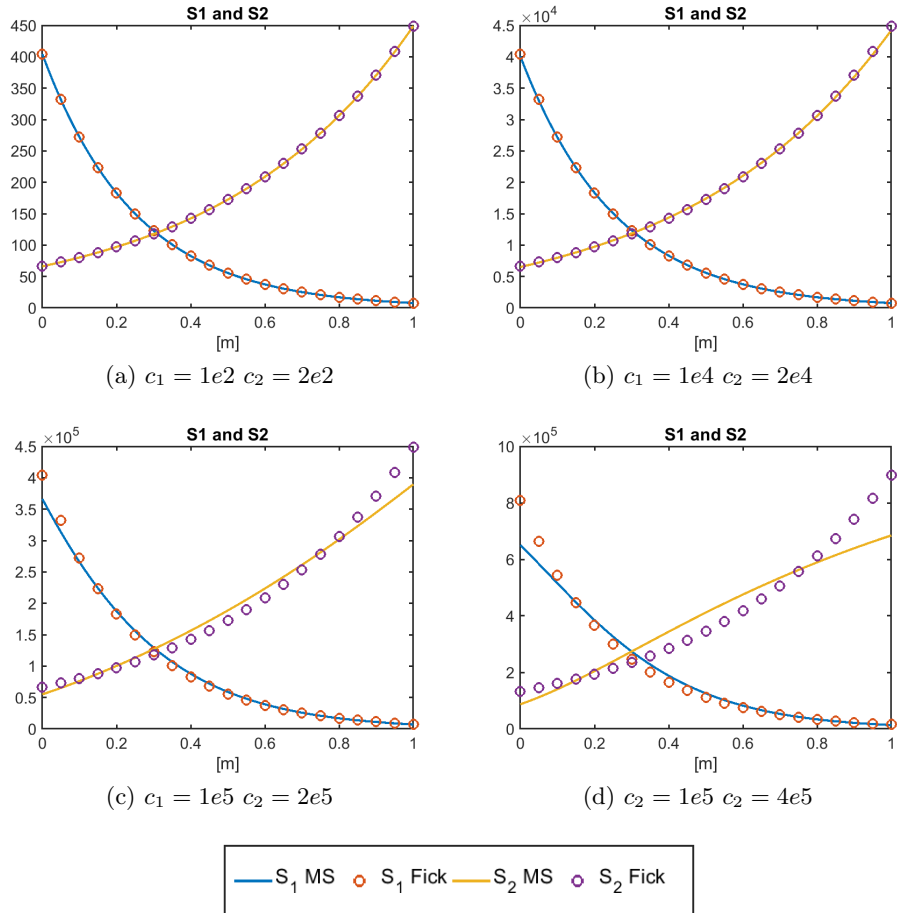 S1 and S2
450
400
350
300
250
200
150
100
50
0
0 0.2 0.4 0.6 0.8 1
[m]
(a) c₁ = 1e2 c₂ = 2e2
×10⁴
S1 and S2
4.5
4
3.5
3
2.5
2
1.5
1
0.5
0
0 0.2 0.4 0.6 0.8 1
[m]
(b) c₁ = 1e4 c₂ = 2e4
×10⁵
S1 and S2
4.5
4
3.5
3
2.5
2
1.5
1
0.5
0
0 0.2 0.4 0.6 0.8 1
[m]
(c) c₁ = 1e5 c₂ = 2e5
×10⁵
S1 and S2
10
8
6
4
2
0
0 0.2 0.4 0.6 0.8 1
[m]
(d) c₂ = 1e5 c₂ = 4e5
S₁ MS S₁ Fick S₂ MS S₂ Fick